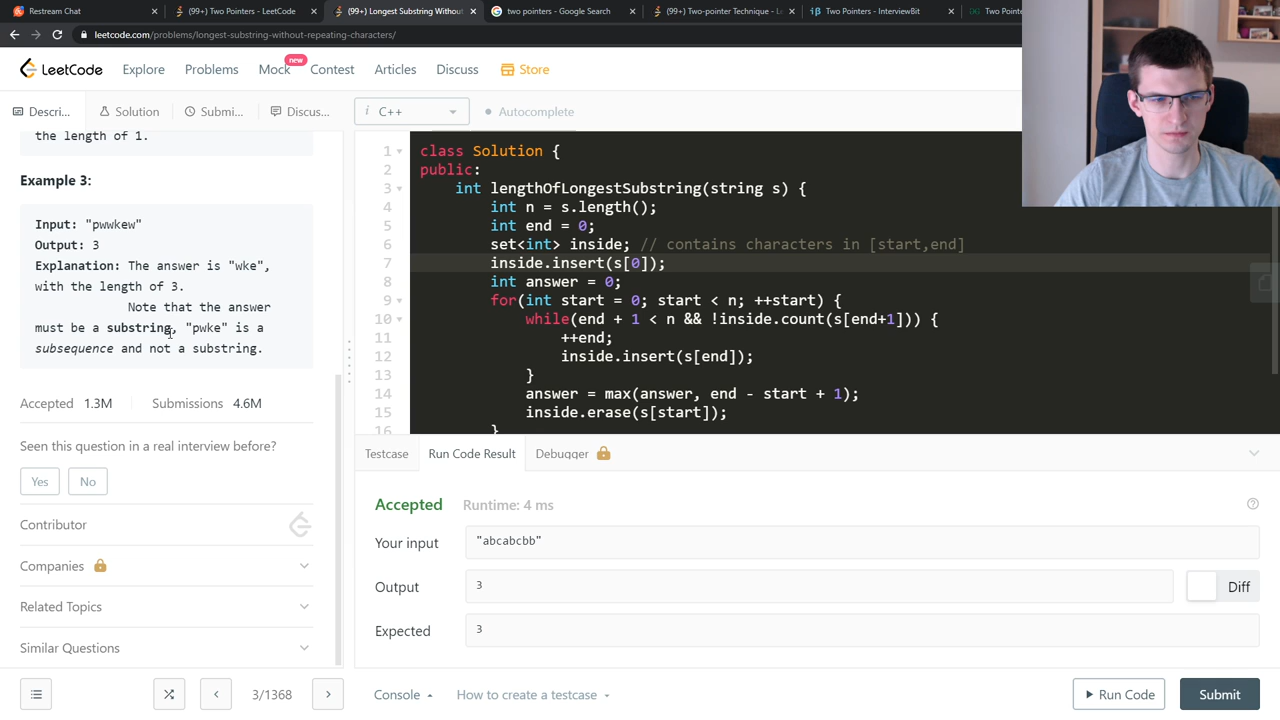 Restream Chat
(99+) Two Pointers - LeetCode
(99+) Longest Substring Withou
two pointers - Google Search
(99+) Two-pointer Technique - L
Two Pointers - InterviewBit
Two Point
leetcode.com/problems/longest-substring-without-repeating-characters/
LeetCode
Explore
Problems
Mock
new
Contest
Articles
Discuss
Store
Descri...
Solution
Submi...
Discus...
i C++
Autocomplete
the length of 1.
Example 3:
Input: "pwwkew"
Output: 3
Explanation: The answer is "wke",
with the length of 3.
Note that the answer
must be a substring, "pwke" is a
subsequence and not a substring.
Accepted 1.3M
Submissions 4.6M
Seen this question in a real interview before?
Yes
No
Contributor
Companies
Related Topics
Similar Questions
3/1368
1 class Solution {
2 public:
3 int lengthOfLongestSubstring(string s) {
4 int n = s.length();
5 int end = 0;
6 set<int> inside; // contains characters in [start,end]
7 inside.insert(s[0]);
8 int answer = 0;
9 for(int start = 0; start < n; ++start) {
10 while(end + 1 < n && !inside.count(s[end+1])) {
11 ++end;
12 inside.insert(s[end]);
13 }
14 answer = max(answer, end - start + 1);
15 inside.erase(s[start]);
16 }
Testcase
Run Code Result
Debugger
Accepted
Runtime: 4 ms
Your input
"abcabcbb"
Output
3
Diff
Expected
3
Console
How to create a testcase
Run Code
Submit